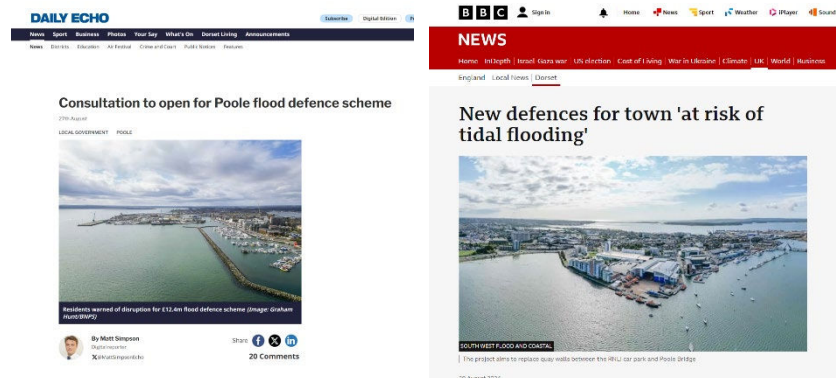 DAILY ECHO
Subscribe Digital Edition
News Sport Business Photos Your Say What's On Dorset Living Announcements
News Districts Education Air Festival Crime and Court Public Notices Features
Consultation to open for Poole flood defence scheme
29th August
LOCAL GOVERNMENT POOLE
Residents warned of disruption for £12.4m flood defence scheme (Image: Graham
Hunt/BNPS)
By Matt Simpson
Digital reporter
X @MattSimpsonEcho
Share
20 Comments
BBC Sign in Home News Sport Weather iPlayer Sound
NEWS
Home InDepth Israel-Gaza war US election Cost of Living War in Ukraine Climate UK World Business
England Local News Dorset
New defences for town 'at risk of
tidal flooding'
SOUTH WEST FLOOD AND COASTAL
The project aims to replace quay walls between the RNLI car park and Poole Bridge